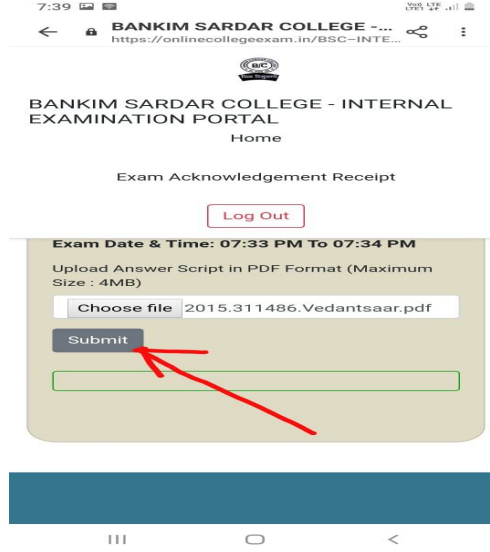 7:39
BANKIM SARDAR COLLEGE -...
https://onlinecollegeexam.in/BSC-INTE...
BANKIM SARDAR COLLEGE - INTERNAL
EXAMINATION PORTAL
Home
Exam Acknowledgement Receipt
Log Out
Exam Date & Time: 07:33 PM To 07:34 PM
Upload Answer Script in PDF Format (Maximum
Size : 4MB)
Choose file 2015.311486.Vedantsaar.pdf
Submit